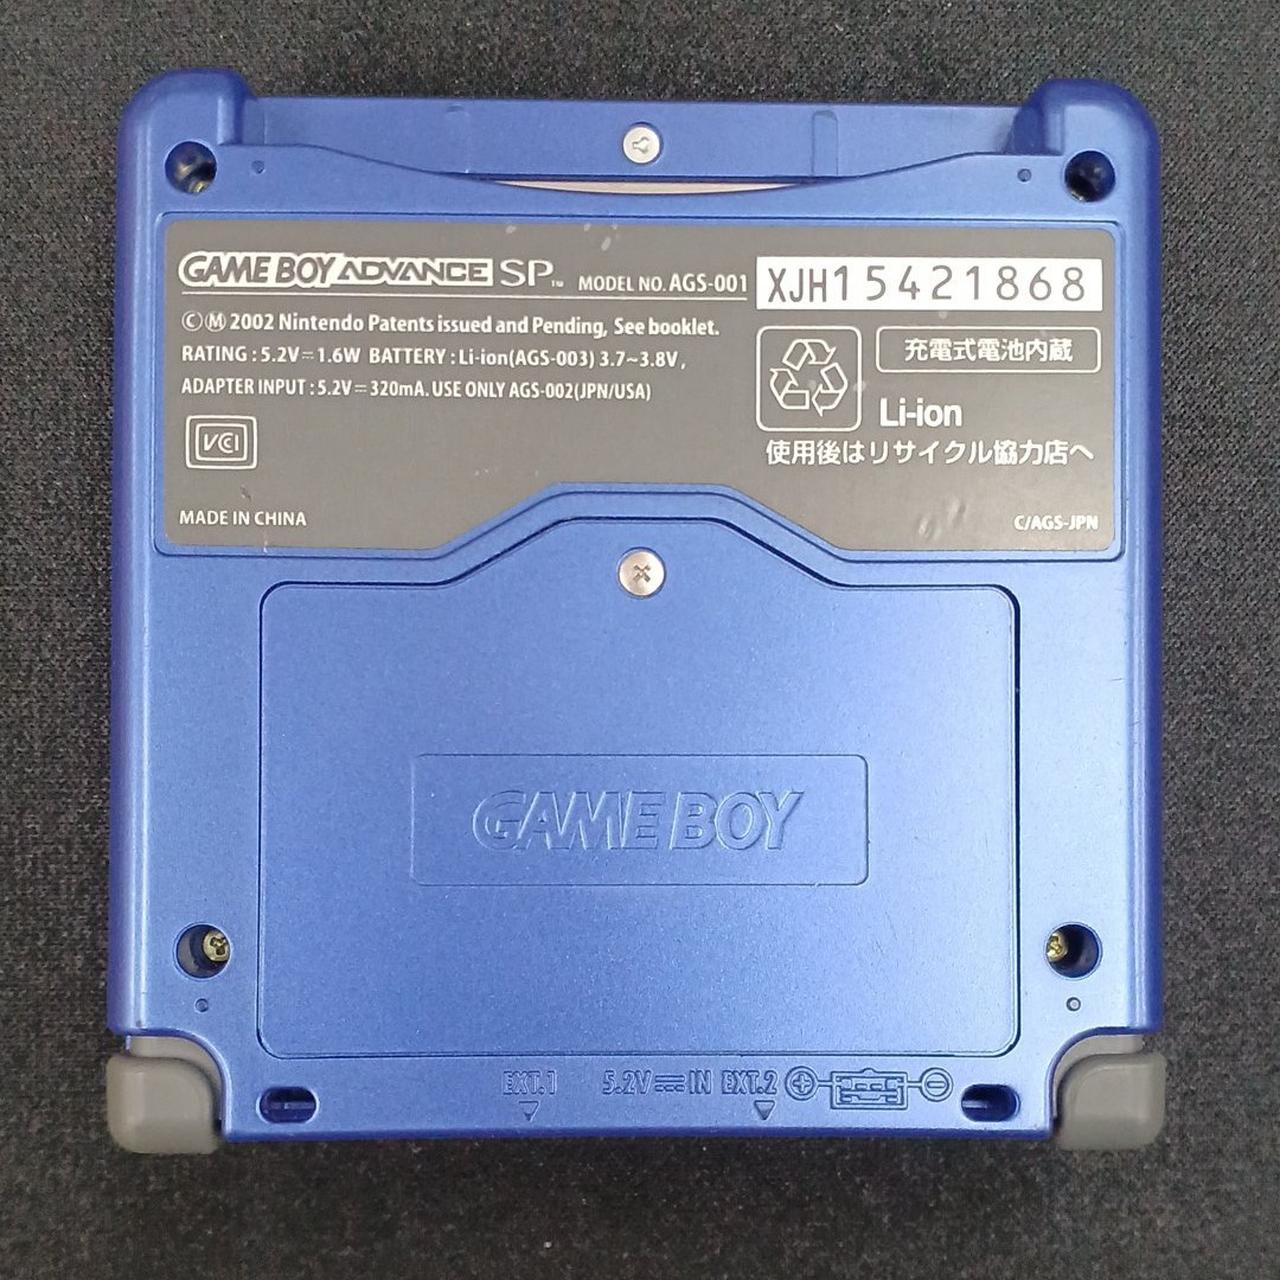 GAME BOY ADVANCE SP™ MODEL NO. AGS-001
XJH15421868
©Ⓜ 2002 Nintendo Patents issued and Pending, See booklet.
RATING : 5.2V⎓1.6W BATTERY : Li-ion(AGS-003) 3.7~3.8V ,
ADAPTER INPUT : 5.2V⎓320mA. USE ONLY AGS-002(JPN/USA)
VCI
充電式電池内蔵
Li-ion
使用後はリサイクル協力店へ
MADE IN CHINA
C/AGS-JPN
GAME BOY
EXT.1 5.2V⎓IN EXT.2